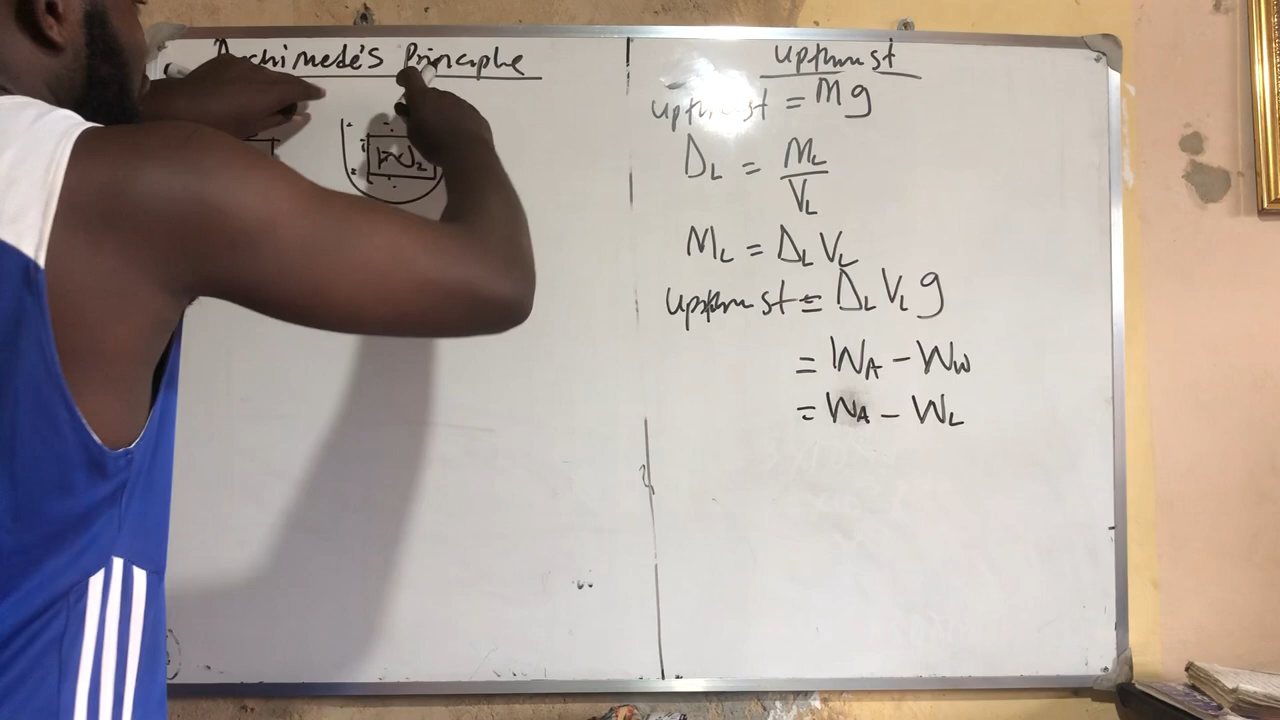 Archimede's Principle
upthrust
upthrust = Mg
D_L = M_L / V_L
M_L = D_L V_L
upthrust = D_L V_L g
= W_A - W_W
= W_A - W_L